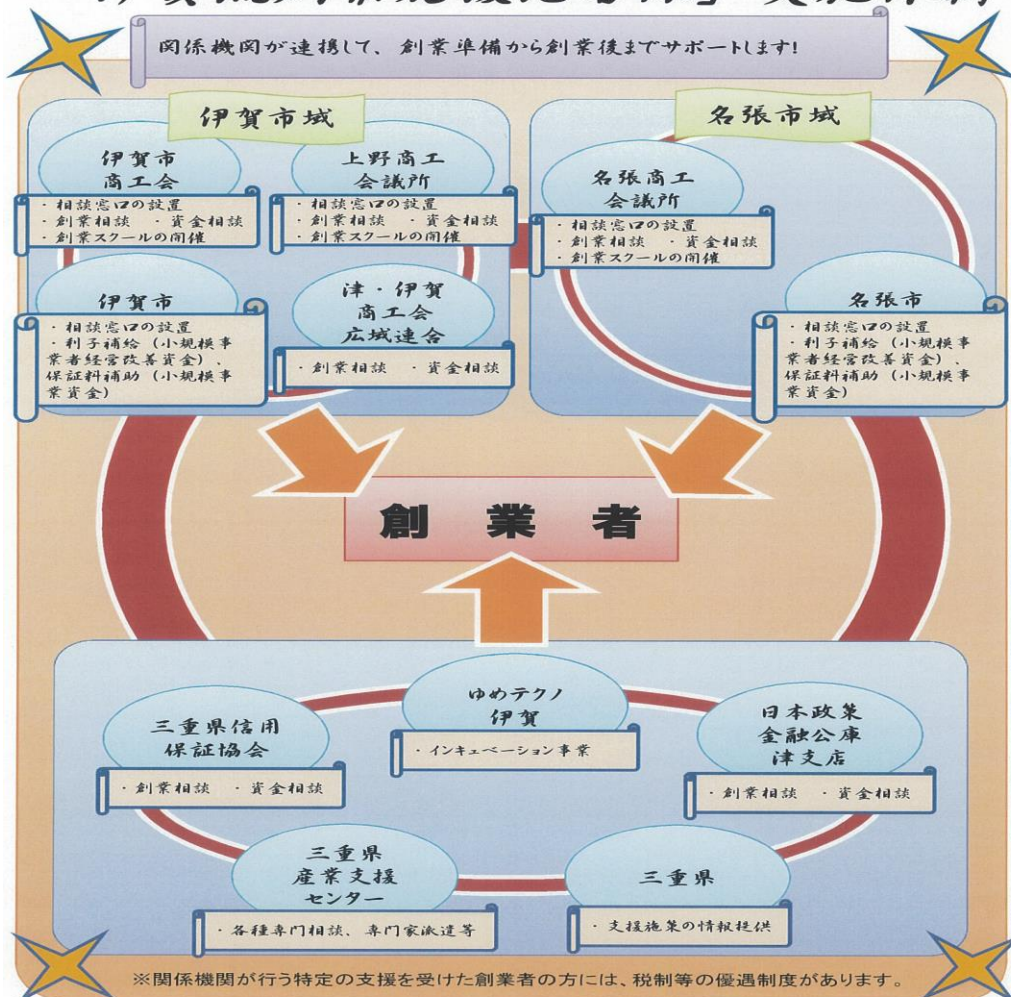 関係機関が連携して、創業準備から創業後までサポートします!
伊賀市域
伊賀市
商工会
・相談窓口の設置
・創業相談 ・資金相談
・創業スクールの開催
上野商工
会議所
・相談窓口の設置
・創業相談 ・資金相談
・創業スクールの開催
伊賀市
・相談窓口の設置
・利子補給(小規模事
業者経営改善資金)、
保証料補助(小規模事
業資金)
津・伊賀
商工会
広域連合
・創業相談 ・資金相談
名張市域
名張商工
会議所
・相談窓口の設置
・創業相談 ・資金相談
・創業スクールの開催
名張市
・相談窓口の設置
・利子補給(小規模事
業者経営改善資金)、
保証料補助(小規模事
業資金)
創業者
ゆめテクノ
伊賀
・インキュベーション事業
三重県信用
保証協会
・創業相談 ・資金相談
日本政策
金融公庫
津支店
・創業相談 ・資金相談
三重県
産業支援
センター
・各種専門相談、専門家派遣等
三重県
・支援施策の情報提供
※関係機関が行う特定の支援を受けた創業者の方には、税制等の優遇制度があります。